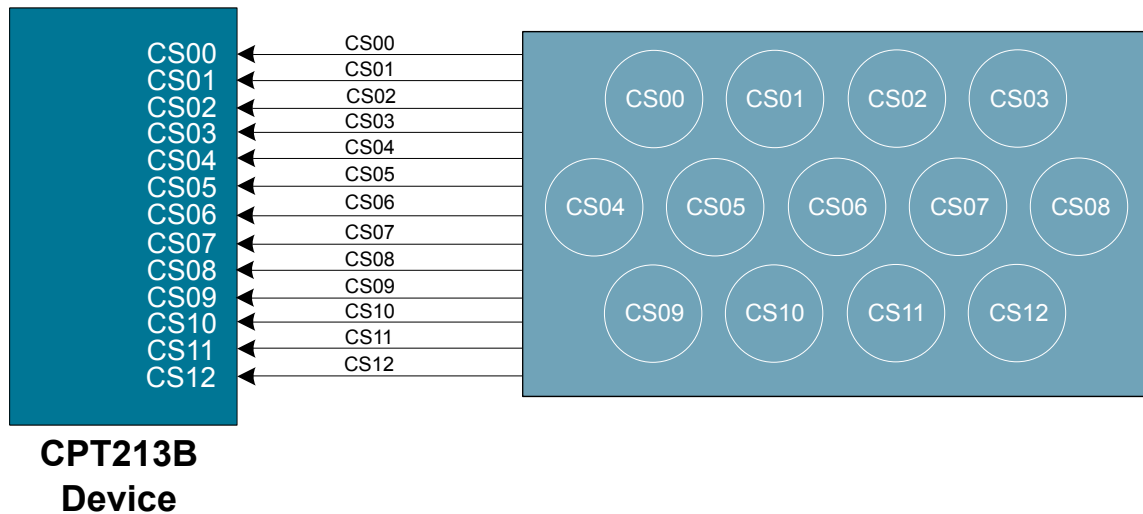 CS00
CS01
CS02
CS03
CS04
CS05
CS06
CS07
CS08
CS09
CS10
CS11
CS12
CS00
CS01
CS02
CS03
CS04
CS05
CS06
CS07
CS08
CS09
CS10
CS11
CS12
CS00 CS01 CS02 CS03
CS04 CS05 CS06 CS07 CS08
CS09 CS10 CS11 CS12
CPT213B
Device